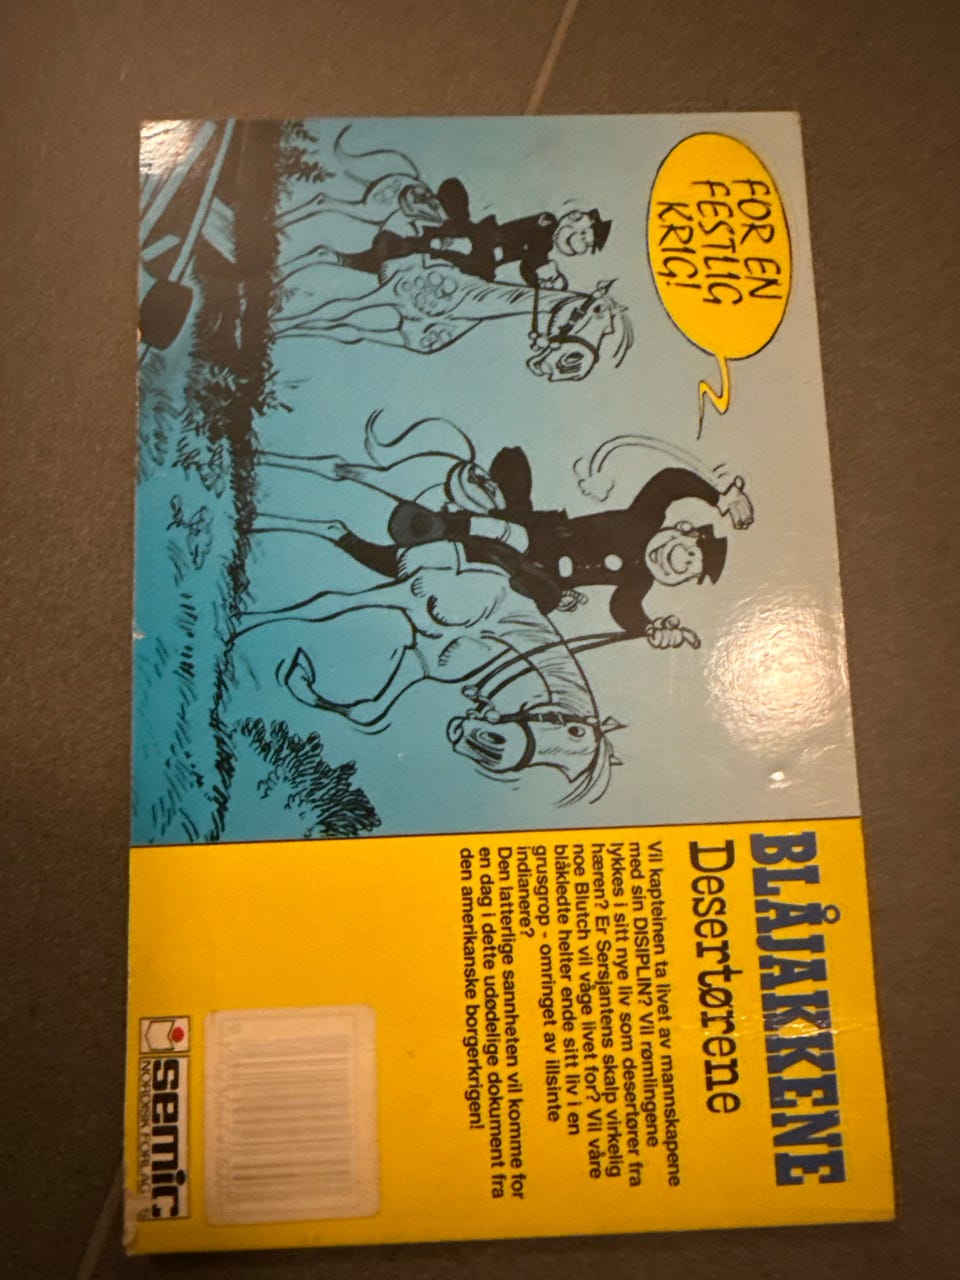 FOR EN
FESTLIG
KRIG!
BLÅJAKKENE
Desertørene
Vil kapteinen ta livet av mannskapene
med sin DISIPLIN? Vil rømlingene
lykkes i sitt nye liv som desertører fra
hæren? Er Sersjantens skalp virkelig
noe Blutch vil våge livet for? Vil våre
blåkledte helter ende sitt liv i en
grusgrop - omringet av illsinte
indianere?
Den latterlige sannheten vil komme for
en dag i dette udødelige dokument fra
den amerikanske borgerkrigen!
semic
NORDISK FORLAG